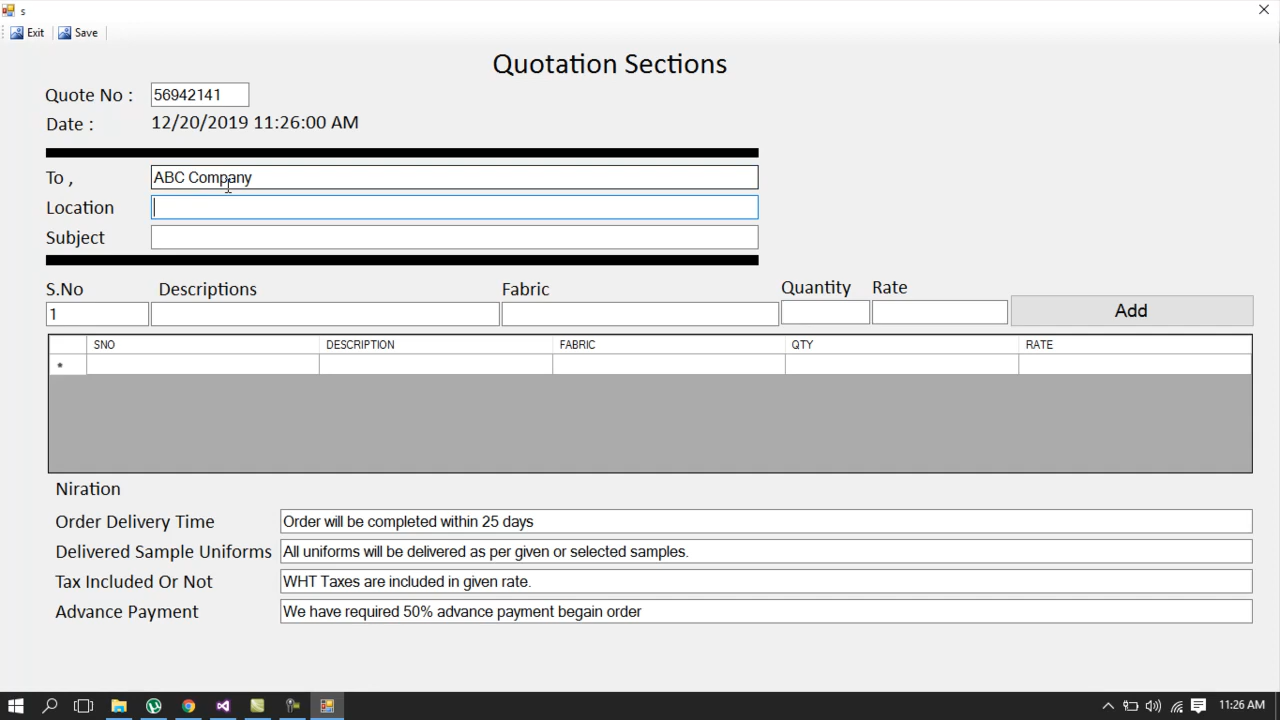 s
Exit Save
Quotation Sections
Quote No : 56942141
Date : 12/20/2019 11:26:00 AM
To , ABC Company
Location
Subject
S.No Descriptions Fabric Quantity Rate
1 Add
SNO DESCRIPTION FABRIC QTY RATE
*
Niration
Order Delivery Time Order will be completed within 25 days
Delivered Sample Uniforms All uniforms will be delivered as per given or selected samples.
Tax Included Or Not WHT Taxes are included in given rate.
Advance Payment We have required 50% advance payment begain order
11:26 AM